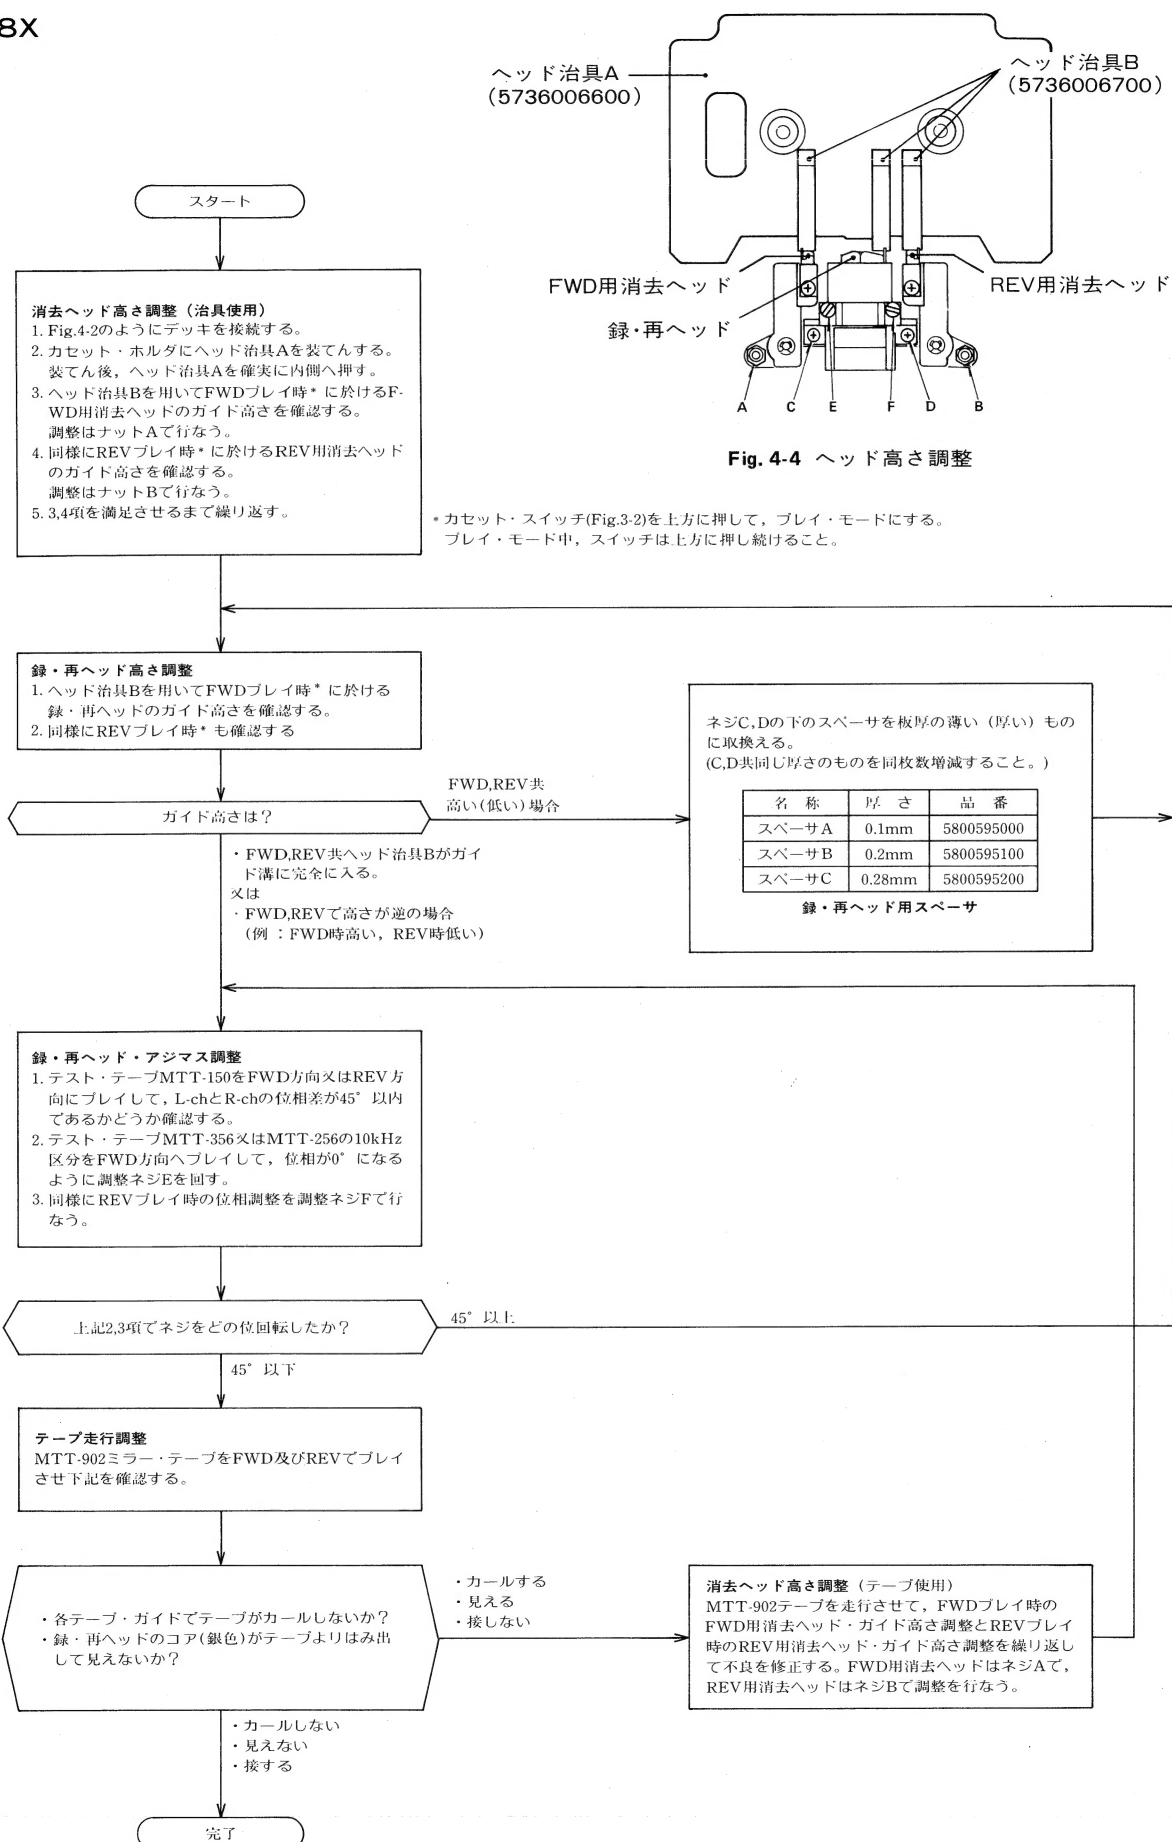 8X
ヘッド治具A
(5736006600)
ヘッド治具B
(5736006700)
FWD用消去ヘッド
REV用消去ヘッド
録・再ヘッド
A C E F D B
Fig. 4-4 ヘッド高さ調整
スタート
消去ヘッド高さ調整（治具使用）
1. Fig.4-2のようにデッキを接続する。
2. カセット・ホルダにヘッド治具Aを装てんする。
装てん後，ヘッド治具Aを確実に内側へ押す。
3. ヘッド治具Bを用いてFWDプレイ時* に於けるF-
WD用消去ヘッドのガイド高さを確認する。
調整はナットAで行なう。
4. 同様にREVプレイ時* に於けるREV用消去ヘッド
のガイド高さを確認する。
調整はナットBで行なう。
5. 3,4項を満足させるまで繰り返す。
* カセット・スイッチ(Fig.3-2)を上方に押して，プレイ・モードにする。
プレイ・モード中，スイッチは上方に押し続けること。
録・再ヘッド高さ調整
1. ヘッド治具Bを用いてFWDプレイ時* に於ける
録・再ヘッドのガイド高さを確認する。
2. 同様にREVプレイ時* も確認する
ガイド高さは？
FWD,REV共
高い(低い)場合
ネジC,Dの下のスペーサを板厚の薄い（厚い）もの
に取換える。
(C,D共同じ厚さのものを同枚数増減すること。)
名 称 厚 さ 品 番
スペーサA 0.1mm 5800595000
スペーサB 0.2mm 5800595100
スペーサC 0.28mm 5800595200
録・再ヘッド用スペーサ
・FWD,REV共ヘッド治具Bがガイ
ド溝に完全に入る。
又は
・FWD,REVで高さが逆の場合
(例：FWD時高い，REV時低い)
録・再ヘッド・アジマス調整
1. テスト・テープMTT-150をFWD方向又はREV方
向にプレイして，L-chとR-chの位相差が45° 以内
であるかどうか確認する。
2. テスト・テープMTT-356又はMTT-256の10kHz
区分をFWD方向へプレイして，位相が0° になる
ように調整ネジEを回す。
3. 同様にREVプレイ時の位相調整を調整ネジFで行
なう。
上記2,3項でネジをどの位回転したか？
45° 以上
45° 以下
テープ走行調整
MTT-902ミラー・テープをFWD及びREVでプレイ
させ下記を確認する。
・各テープ・ガイドでテープがカールしないか？
・録・再ヘッドのコア(銀色)がテープよりはみ出
して見えないか？
・カールする
・見える
・接しない
消去ヘッド高さ調整（テープ使用）
MTT-902テープを走行させて，FWDプレイ時の
FWD用消去ヘッド・ガイド高さ調整とREVプレイ
時のREV用消去ヘッド・ガイド高さ調整を繰り返し
て不良を修正する。FWD用消去ヘッドはネジAで，
REV用消去ヘッドはネジBで調整を行なう。
・カールしない
・見えない
・接する
完了